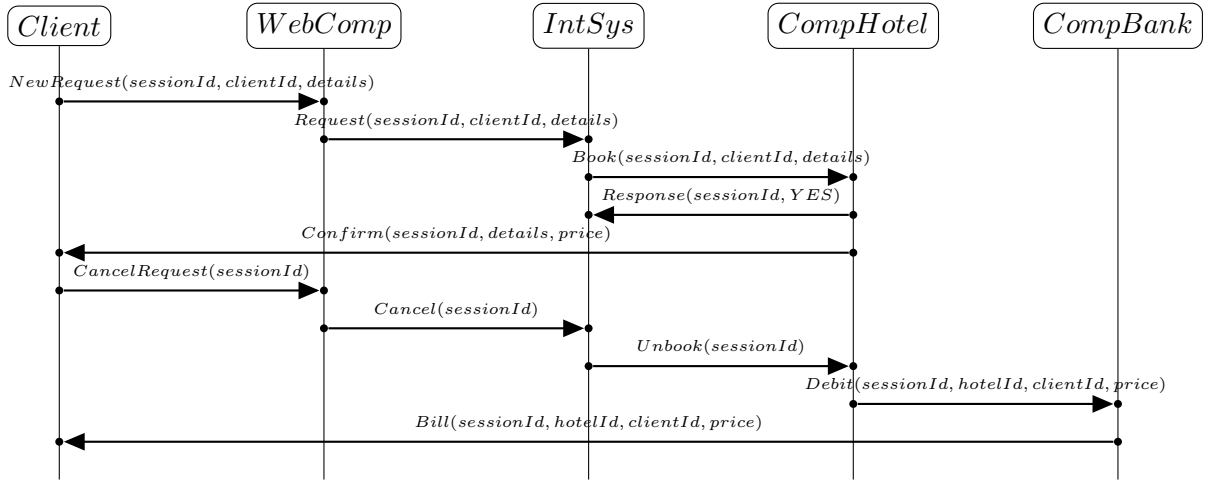 Client WebComp IntSys CompHotel CompBank
NewRequest(sessionId, clientId, details)
Request(sessionId, clientId, details)
Book(sessionId, clientId, details)
Response(sessionId, YES)
Confirm(sessionId, details, price)
CancelRequest(sessionId)
Cancel(sessionId)
Unbook(sessionId)
Debit(sessionId, hotelId, clientId, price)
Bill(sessionId, hotelId, clientId, price)